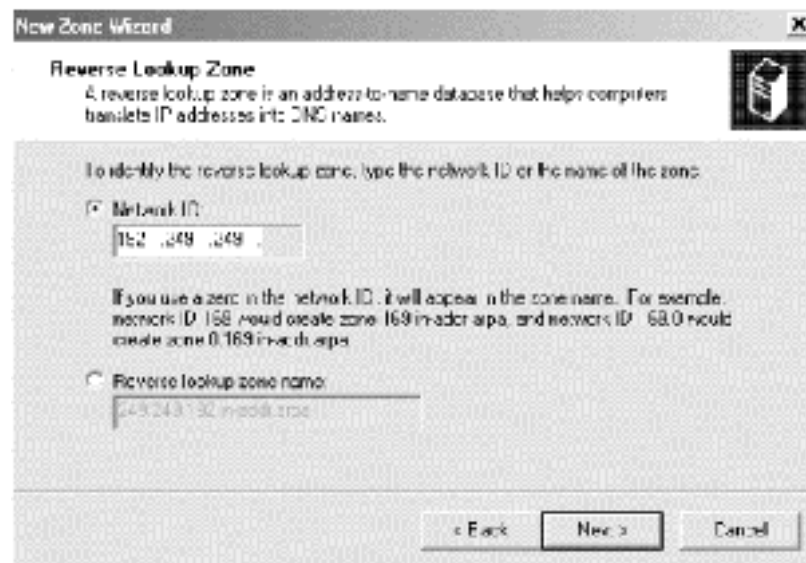 New Zone Wizard
Reverse Lookup Zone
A reverse lookup zone is an address-to-name database that helps computers
translate IP addresses into DNS names.
To identify the reverse lookup zone, type the network ID or the name of the zone.
Network ID:
192 .249 .249 .
If you use a zero in the network ID, it will appear in the zone name. For example,
network ID 169 would create zone 169.in-addr.arpa, and network ID 169.0 would
create zone 0.169.in-addr.arpa.
Reverse lookup zone name:
249.249.192.in-addr.arpa
< Back
Next >
Cancel